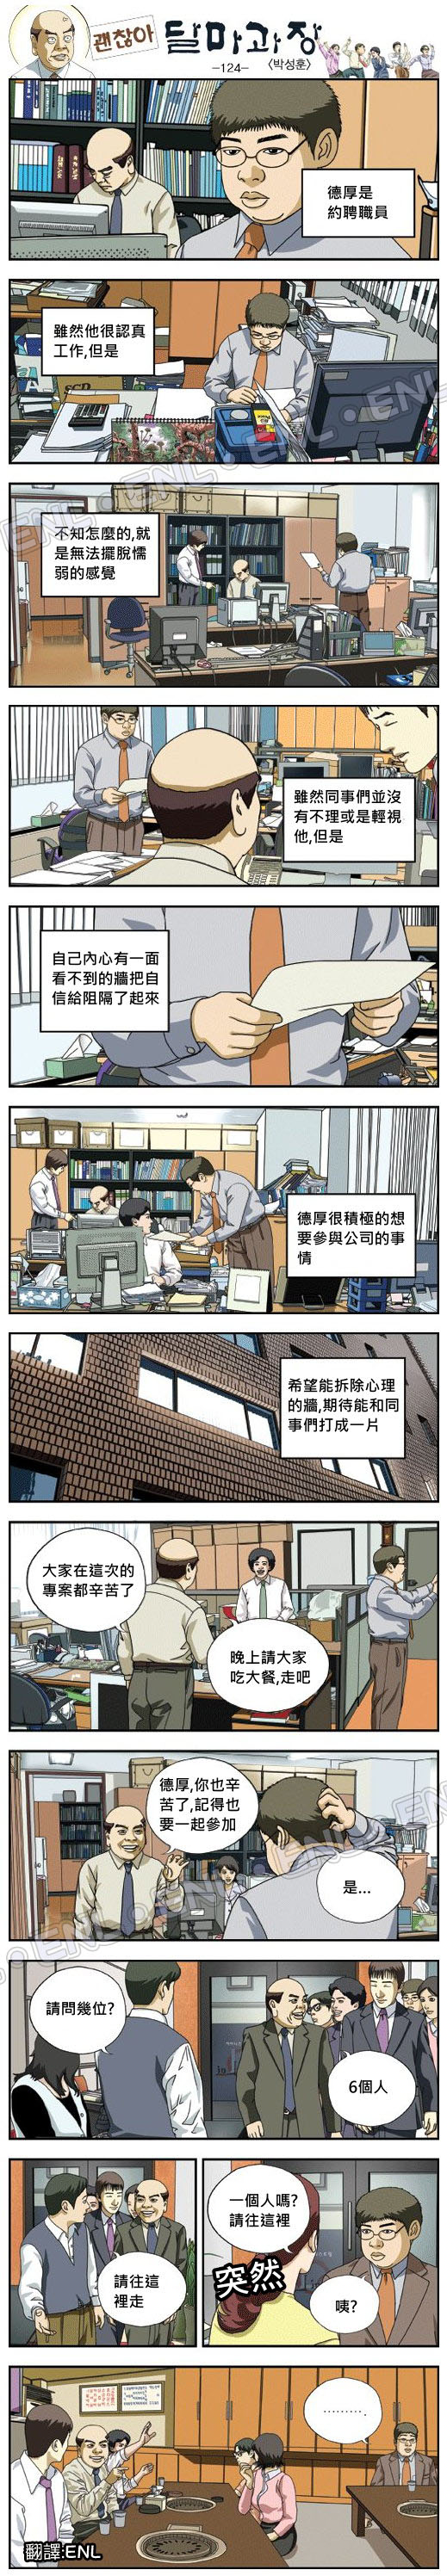 괜찮아 달마과장
-124-
〈박성훈〉
德厚是
約聘職員
雖然他很認真
工作,但是
不知怎麼的,就
是無法擺脫懦
弱的感覺
雖然同事們並沒
有不理或是輕視
他,但是
自己內心有一面
看不到的牆把自
信給阻隔了起來
德厚很積極的想
要參與公司的事
情
希望能拆除心理
的牆,期待能和同
事們打成一片
大家在這次的
專案都辛苦了
晚上請大家
吃大餐,走吧
德厚,你也辛
苦了,記得也
要一起參加
是...
請問幾位?
6個人
請往這
裡走
一個人嗎?
請往這裡
突然
咦?
..........
翻譯:ENL
ENL